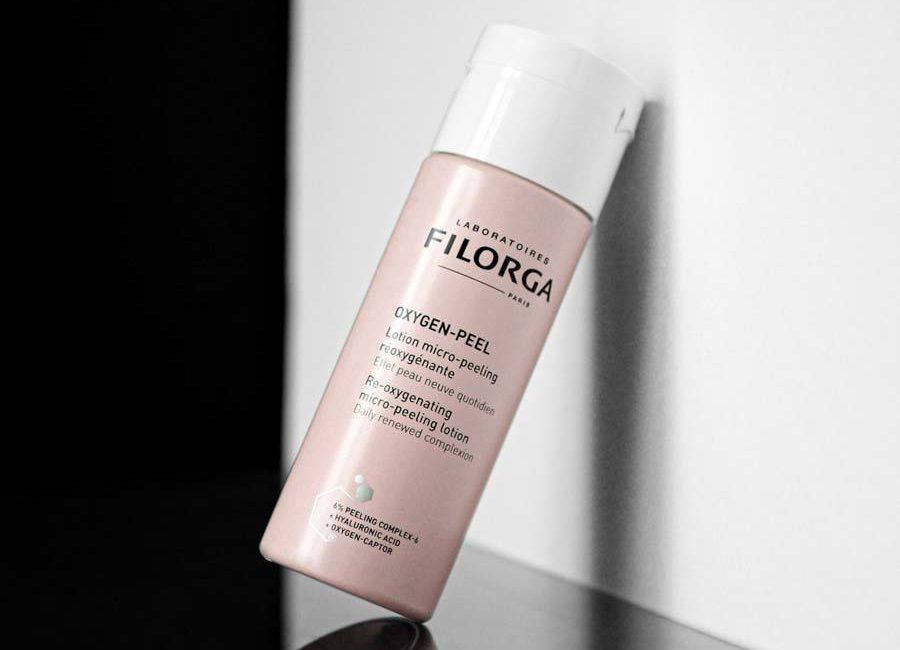 LABORATOIRES
FILORGA
PARIS
OXYGEN-PEEL
Lotion micro-peeling
réoxygénante
Effet peau neuve quotidien
Re-oxygenating
micro-peeling lotion
Daily renewed complexion
6% PEELING COMPLEX-6
+ HYALURONIC ACID
+ OXYGEN-CAPTOR